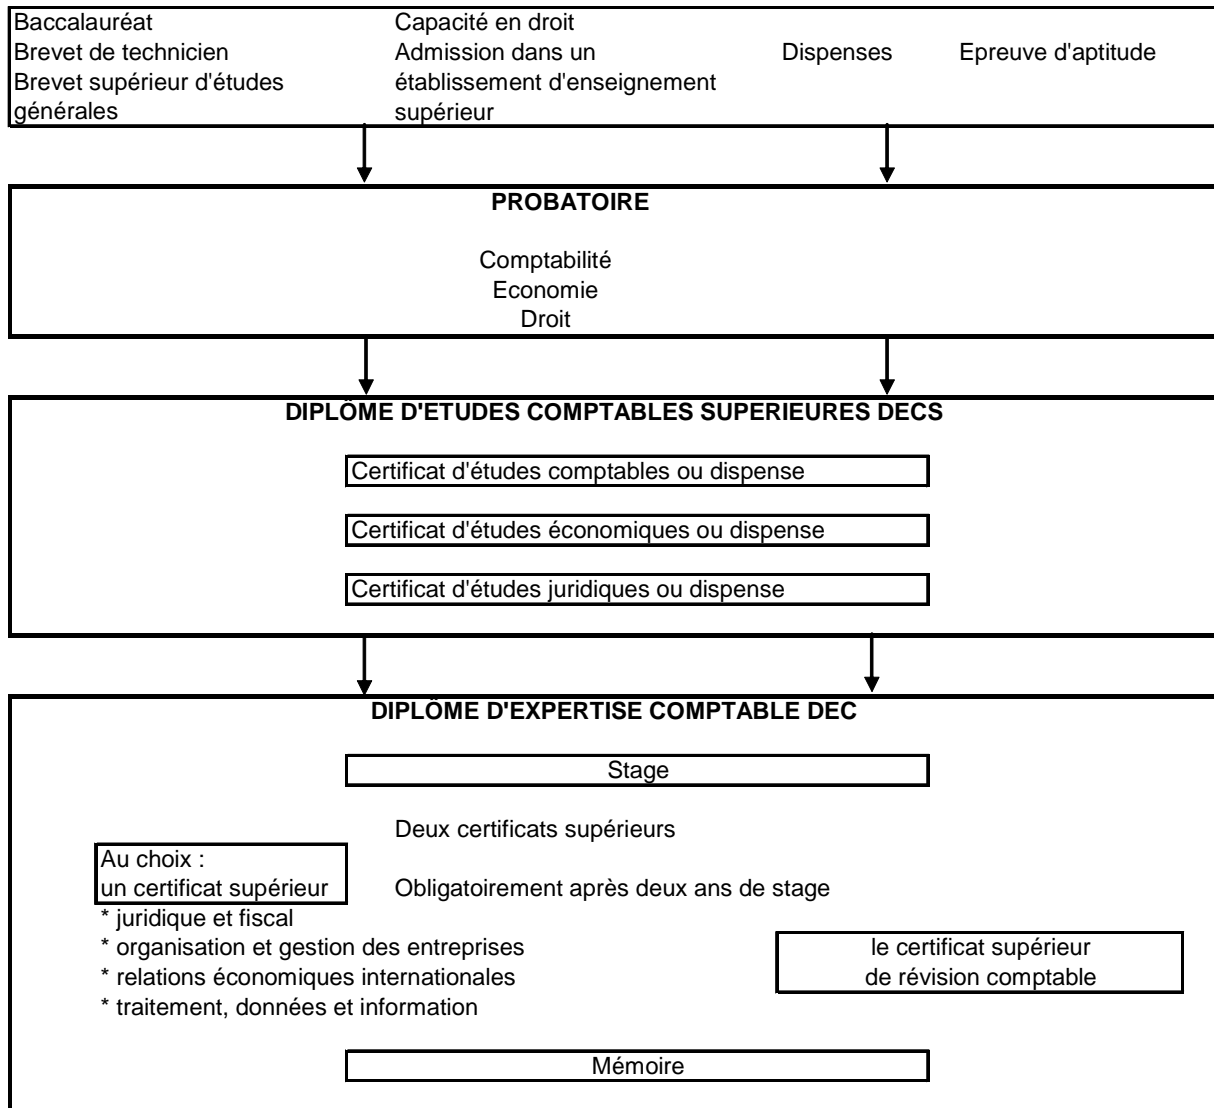 Baccalauréat
Brevet de technicien
Brevet supérieur d'études
générales
Capacité en droit
Admission dans un
établissement d'enseignement
supérieur
Dispenses
Epreuve d'aptitude
PROBATOIRE
Comptabilité
Economie
Droit
DIPLÔME D'ETUDES COMPTABLES SUPERIEURES DECS
Certificat d'études comptables ou dispense
Certificat d'études économiques ou dispense
Certificat d'études juridiques ou dispense
DIPLÔME D'EXPERTISE COMPTABLE DEC
Stage
Deux certificats supérieurs
Au choix :
un certificat supérieur
Obligatoirement après deux ans de stage
* juridique et fiscal
* organisation et gestion des entreprises
* relations économiques internationales
* traitement, données et information
le certificat supérieur
de révision comptable
Mémoire